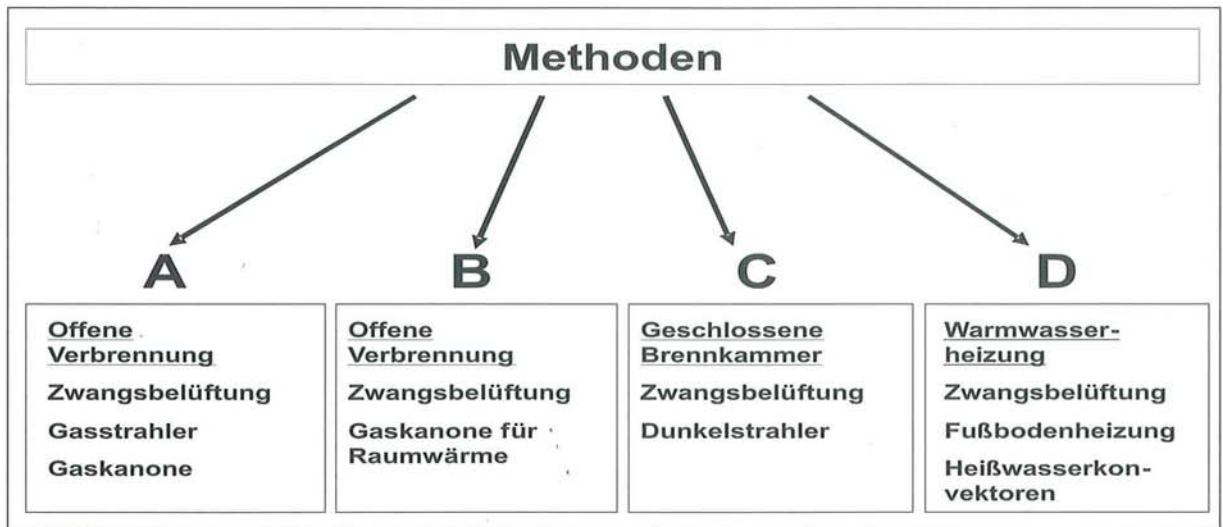 Methoden
A
B
C
D
Offene
Verbrennung
Zwangsbelüftung
Gasstrahler
Gaskanone
Offene
Verbrennung
Zwangsbelüftung
Gaskanone für
Raumwärme
Geschlossene
Brennkammer
Zwangsbelüftung
Dunkelstrahler
Warmwasser-
heizung
Zwangsbelüftung
Fußbodenheizung
Heißwasserkon-
vektoren